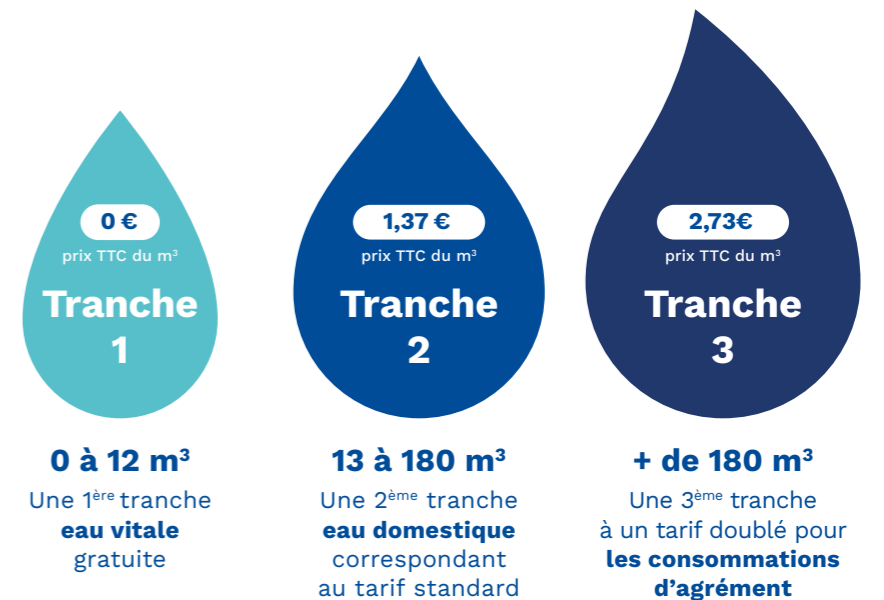 0 €
prix TTC du m³
Tranche
1
0 à 12 m³
Une 1ère tranche
eau vitale
gratuite
1,37 €
prix TTC du m³
Tranche
2
13 à 180 m³
Une 2ème tranche
eau domestique
correspondant
au tarif standard
2,73€
prix TTC du m³
Tranche
3
+ de 180 m³
Une 3ème tranche
à un tarif doublé pour
les consommations
d'agrément